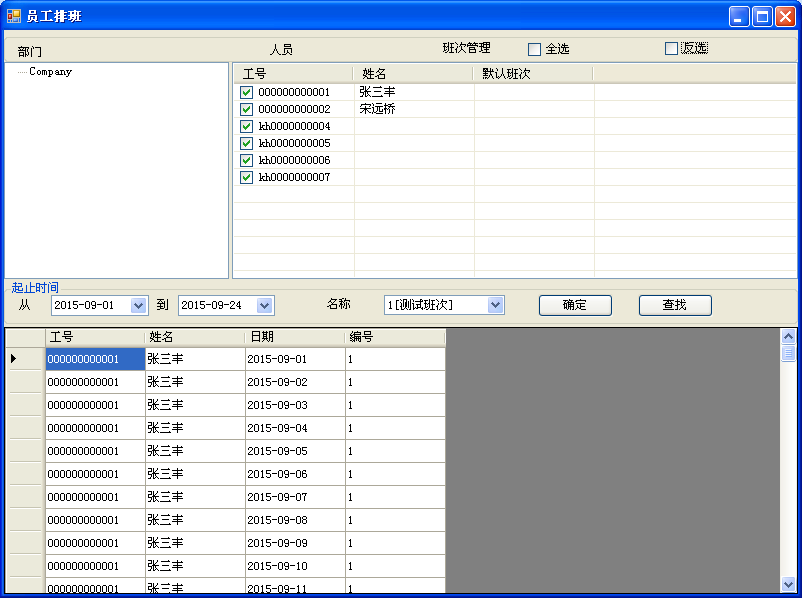 员工排班
部门 人员 班次管理 全选 反选
Company
工号 姓名 默认班次
000000000001 张三丰
000000000002 宋远桥
kh0000000004
kh0000000005
kh0000000006
kh0000000007
起止时间
从 2015-09-01 到 2015-09-24 名称 1[测试班次] 确定 查找
工号 姓名 日期 编号
000000000001 张三丰 2015-09-01 1
000000000001 张三丰 2015-09-02 1
000000000001 张三丰 2015-09-03 1
000000000001 张三丰 2015-09-04 1
000000000001 张三丰 2015-09-05 1
000000000001 张三丰 2015-09-06 1
000000000001 张三丰 2015-09-07 1
000000000001 张三丰 2015-09-08 1
000000000001 张三丰 2015-09-09 1
000000000001 张三丰 2015-09-10 1
000000000001 张三丰 2015-09-11 1